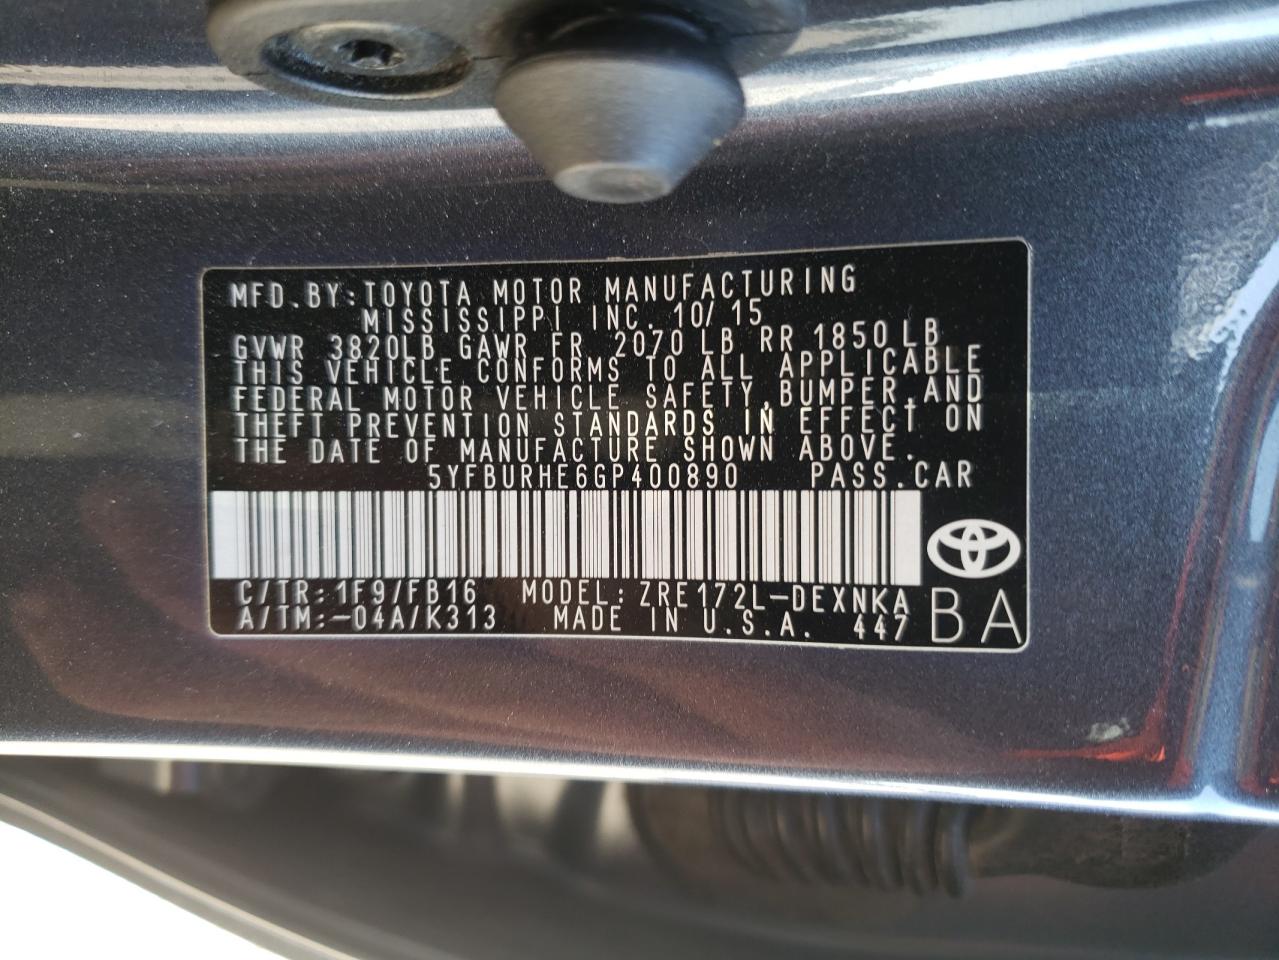 MFD.BY:TOYOTA MOTOR MANUFACTURING
MISSISSIPPI INC. 10/15
GVWR 3820LB GAWR FR 2070 LB RR 1850 LB
THIS VEHICLE CONFORMS TO ALL APPLICABLE
FEDERAL MOTOR VEHICLE SAFETY,BUMPER,AND
THEFT PREVENTION STANDARDS IN EFFECT ON
THE DATE OF MANUFACTURE SHOWN ABOVE.
5YFBURHE6GP400890 PASS.CAR
C/TR:1F9/FB16 MODEL:ZRE172L-DEXNKA
A/TM:-04A/K313 MADE IN U.S.A. 447 BA